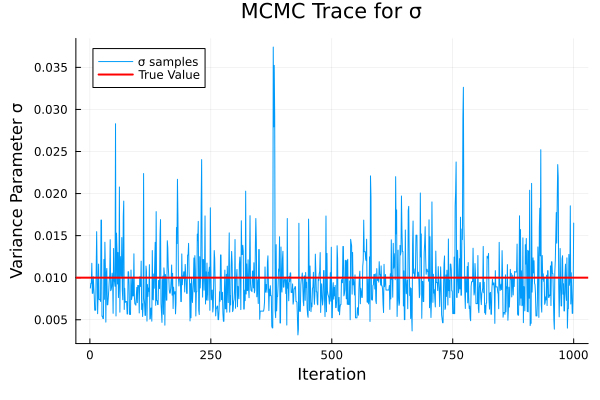 MCMC Trace for σ
σ samples
True Value
Variance Parameter σ
0.035
0.030
0.025
0.020
0.015
0.010
0.005
0
250
500
750
1000
Iteration